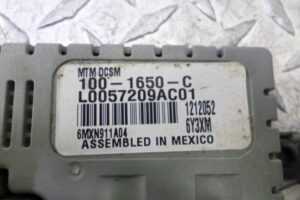 MTM DCSM
100-1650-C
L0057209AC01
1212052
6Y3XM
6MXN911A04
ASSEMBLED IN MEXICO